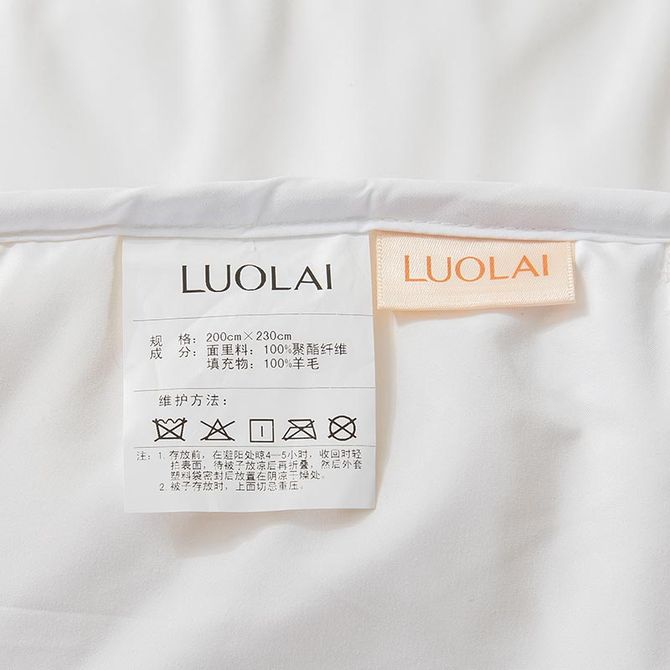 LUOLAI
LUOLAI
规 格：200cm×230cm
成 分：面里料：100%聚酯纤维
填充物：100%羊毛
维护方法：
注：1. 存放前，在避阳处晾4—5小时，收回时轻
拍表面，待被子放凉后再折叠，然后外套
塑料袋密封后放置在阴凉干燥处。
2. 被子存放时，上面切忌重压。